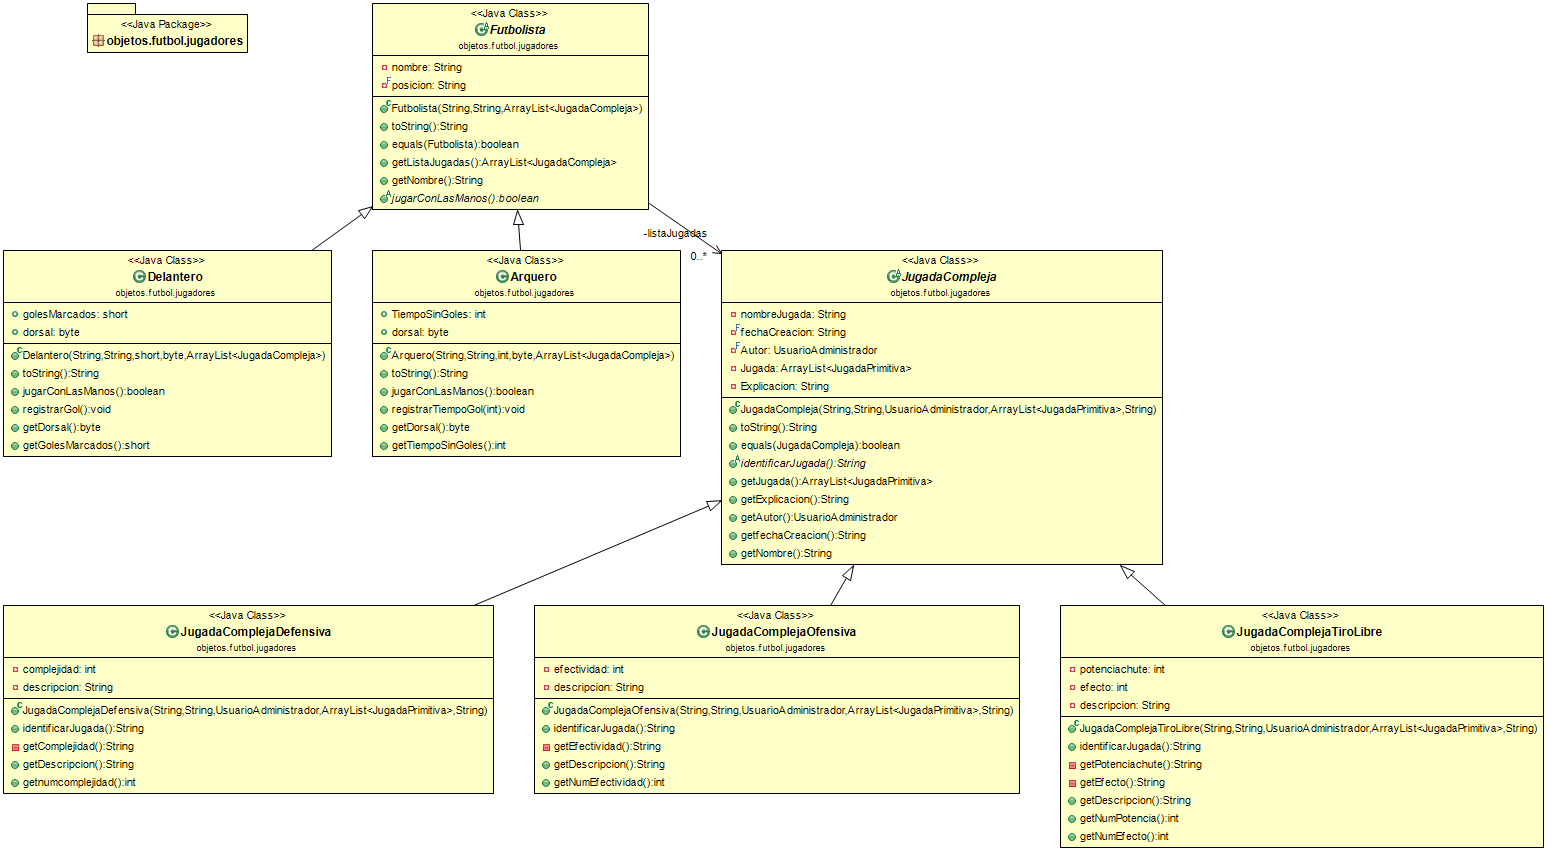 <<Java Package>>
objetos.futbol.jugadores
<<Java Class>>
Futbolista
objetos.futbol.jugadores
nombre: String
posicion: String
Futbolista(String,String,ArrayList<JugadaCompleja>)
toString():String
equals(Futbolista):boolean
getListaJugadas():ArrayList<JugadaCompleja>
getNombre():String
jugarConLasManos():boolean
-listaJugadas
0..*
<<Java Class>>
Delantero
objetos.futbol.jugadores
golesMarcados: short
dorsal: byte
Delantero(String,String,short,byte,ArrayList<JugadaCompleja>)
toString():String
jugarConLasManos():boolean
registrarGol():void
getDorsal():byte
getGolesMarcados():short
<<Java Class>>
Arquero
objetos.futbol.jugadores
TiempoSinGoles: int
dorsal: byte
Arquero(String,String,int,byte,ArrayList<JugadaCompleja>)
toString():String
jugarConLasManos():boolean
registrarTiempoGol(int):void
getDorsal():byte
getTiempoSinGoles():int
<<Java Class>>
JugadaCompleja
objetos.futbol.jugadores
nombreJugada: String
fechaCreacion: String
Autor: UsuarioAdministrador
Jugada: ArrayList<JugadaPrimitiva>
Explicacion: String
JugadaCompleja(String,String,UsuarioAdministrador,ArrayList<JugadaPrimitiva>,String)
toString():String
equals(JugadaCompleja):boolean
identificarJugada():String
getJugada():ArrayList<JugadaPrimitiva>
getExplicacion():String
getAutor():UsuarioAdministrador
getfechaCreacion():String
getNombre():String
<<Java Class>>
JugadaComplejaDefensiva
objetos.futbol.jugadores
complejidad: int
descripcion: String
JugadaComplejaDefensiva(String,String,UsuarioAdministrador,ArrayList<JugadaPrimitiva>,String)
identificarJugada():String
getComplejidad():String
getDescripcion():String
getnumcomplejidad():int
<<Java Class>>
JugadaComplejaOfensiva
objetos.futbol.jugadores
efectividad: int
descripcion: String
JugadaComplejaOfensiva(String,String,UsuarioAdministrador,ArrayList<JugadaPrimitiva>,String)
identificarJugada():String
getEfectividad():String
getDescripcion():String
getNumEfectividad():int
<<Java Class>>
JugadaComplejaTiroLibre
objetos.futbol.jugadores
potenciachute: int
efecto: int
descripcion: String
JugadaComplejaTiroLibre(String,String,UsuarioAdministrador,ArrayList<JugadaPrimitiva>,String)
identificarJugada():String
getPotenciachute():String
getEfecto():String
getDescripcion():String
getNumPotencia():int
getNumEfecto():int